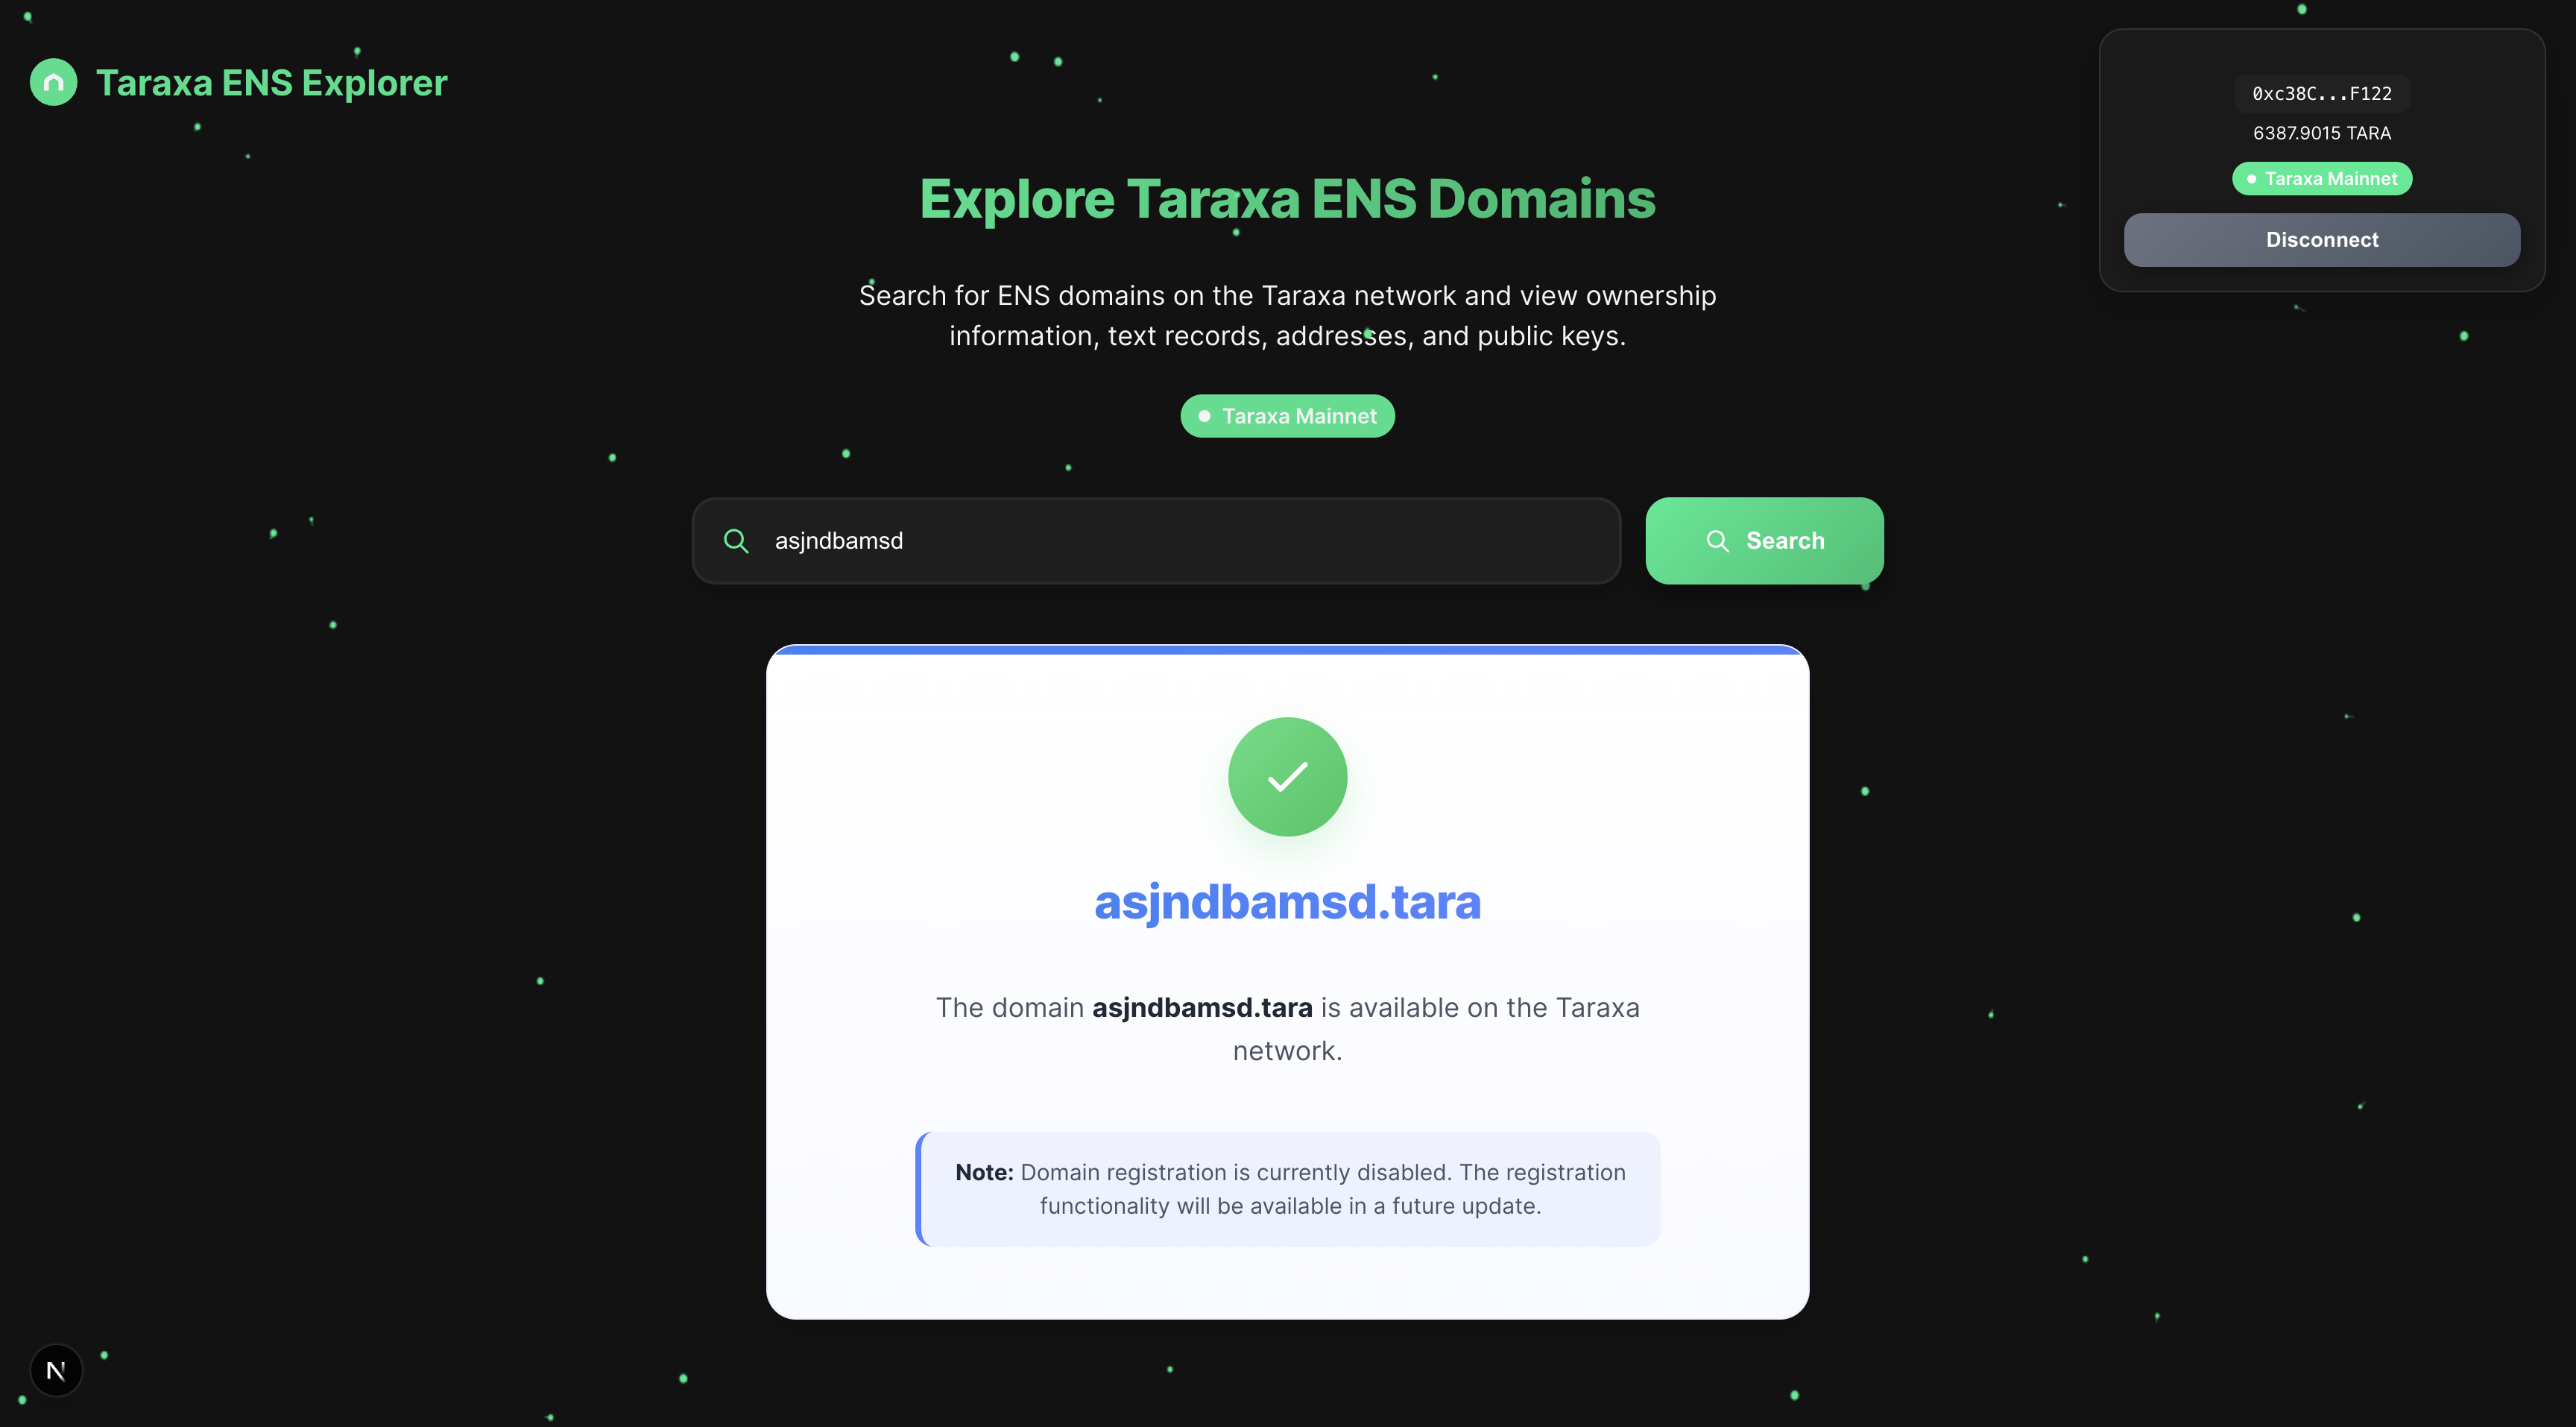 Taraxa ENS Explorer
0xc38C...F122
6387.9015 TARA
Taraxa Mainnet
Disconnect
Explore Taraxa ENS Domains
Search for ENS domains on the Taraxa network and view ownership
information, text records, addresses, and public keys.
Taraxa Mainnet
asjndbamsd
Search
asjndbamsd.tara
The domain asjndbamsd.tara is available on the Taraxa
network.
Note: Domain registration is currently disabled. The registration
functionality will be available in a future update.
N